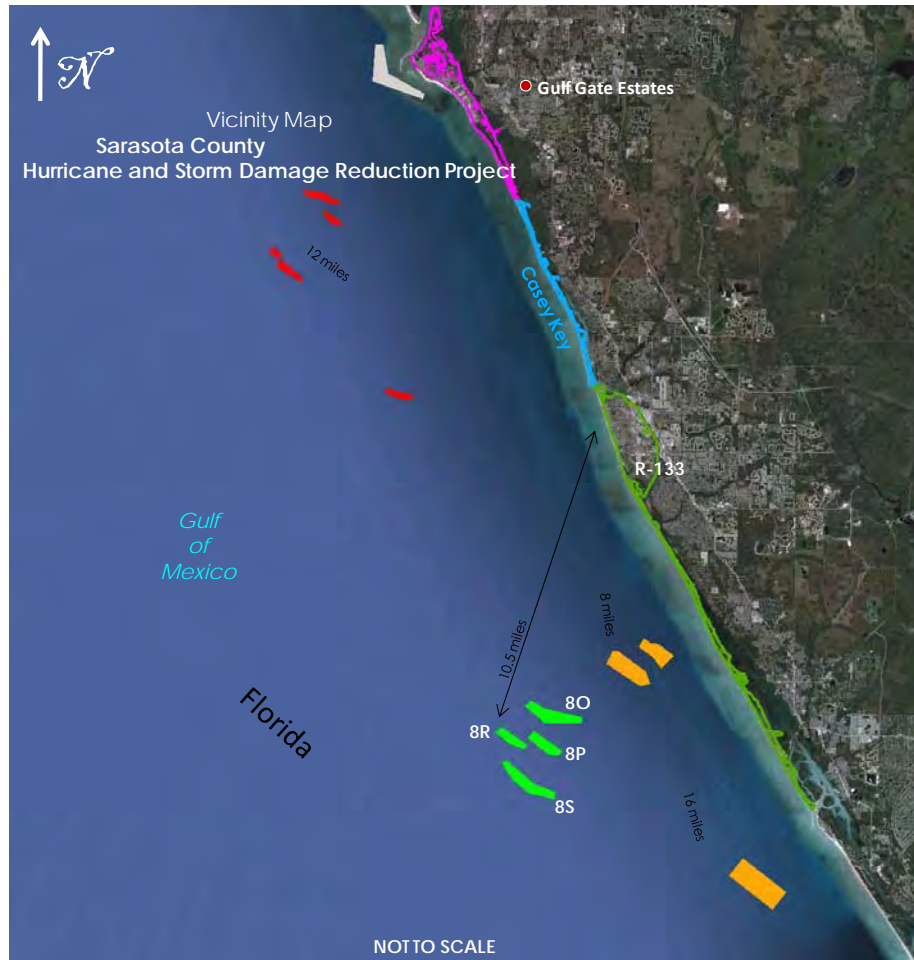 N
Gulf Gate Estates
Vicinity Map
Sarasota County
Hurricane and Storm Damage Reduction Project
12 miles
Casey Key
R-133
Gulf
of
Mexico
8 miles
10.5 miles
Florida
8O
8R
8P
8S
16 miles
NOT TO SCALE